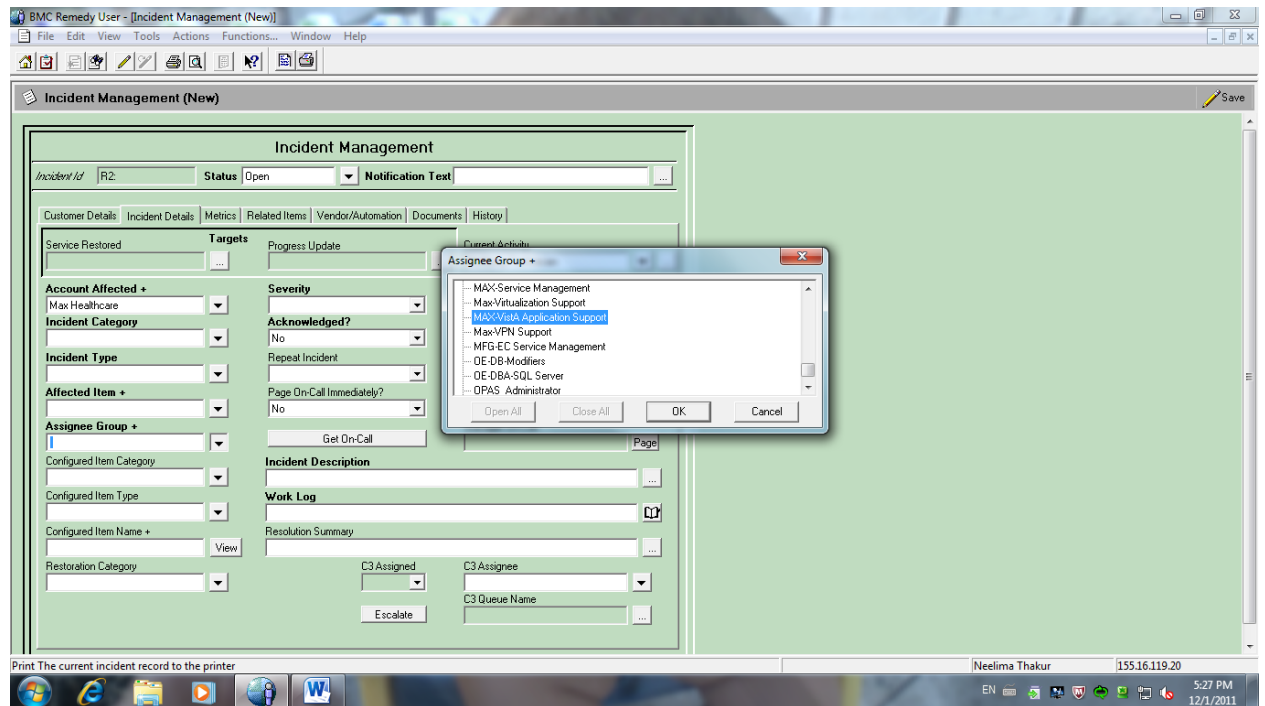 BMC Remedy User - [Incident Management (New)]
File Edit View Tools Actions Functions... Window Help
Incident Management (New)
Save
Incident Management
Incident Id R2: Status Open Notification Text ...
Customer Details Incident Details Metrics Related Items Vendor/Automation Documents History
Service Restored Targets Progress Update Current Activity
...
Account Affected + Severity
Max Healthcare
Incident Category Acknowledged?
No
Incident Type Repeat Incident
Affected Item + Page On-Call Immediately?
No
Assignee Group +
Get On-Call Page
Configured Item Category Incident Description
...
Configured Item Type Work Log
Configured Item Name + Resolution Summary
View ...
Restoration Category C3 Assigned C3 Assignee
C3 Queue Name
Escalate ...
Assignee Group +
MAX-Service Management
Max-Virtualization Support
MAX-VistA Application Support
Max-VPN Support
MFG-EC Service Management
OE-DB-Modifiers
OE-DBA-SQL Server
OPAS Administrator
Open All Close All OK Cancel
Print The current incident record to the printer Neelima Thakur 155.16.119.20
EN 5:27 PM
12/1/2011